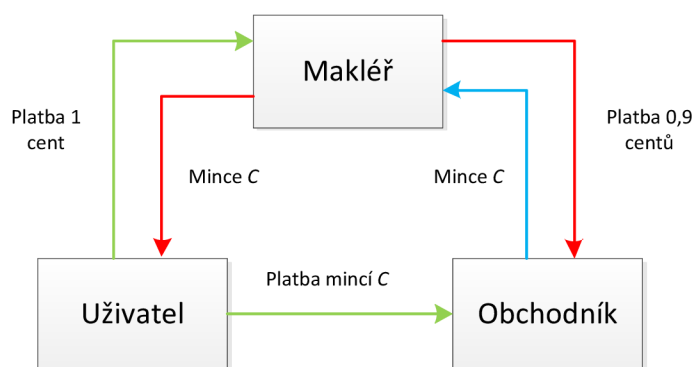 Makléř
Platba 1
cent
Platba 0,9
centů
Mince C
Mince C
Platba mincí C
Uživatel
Obchodník